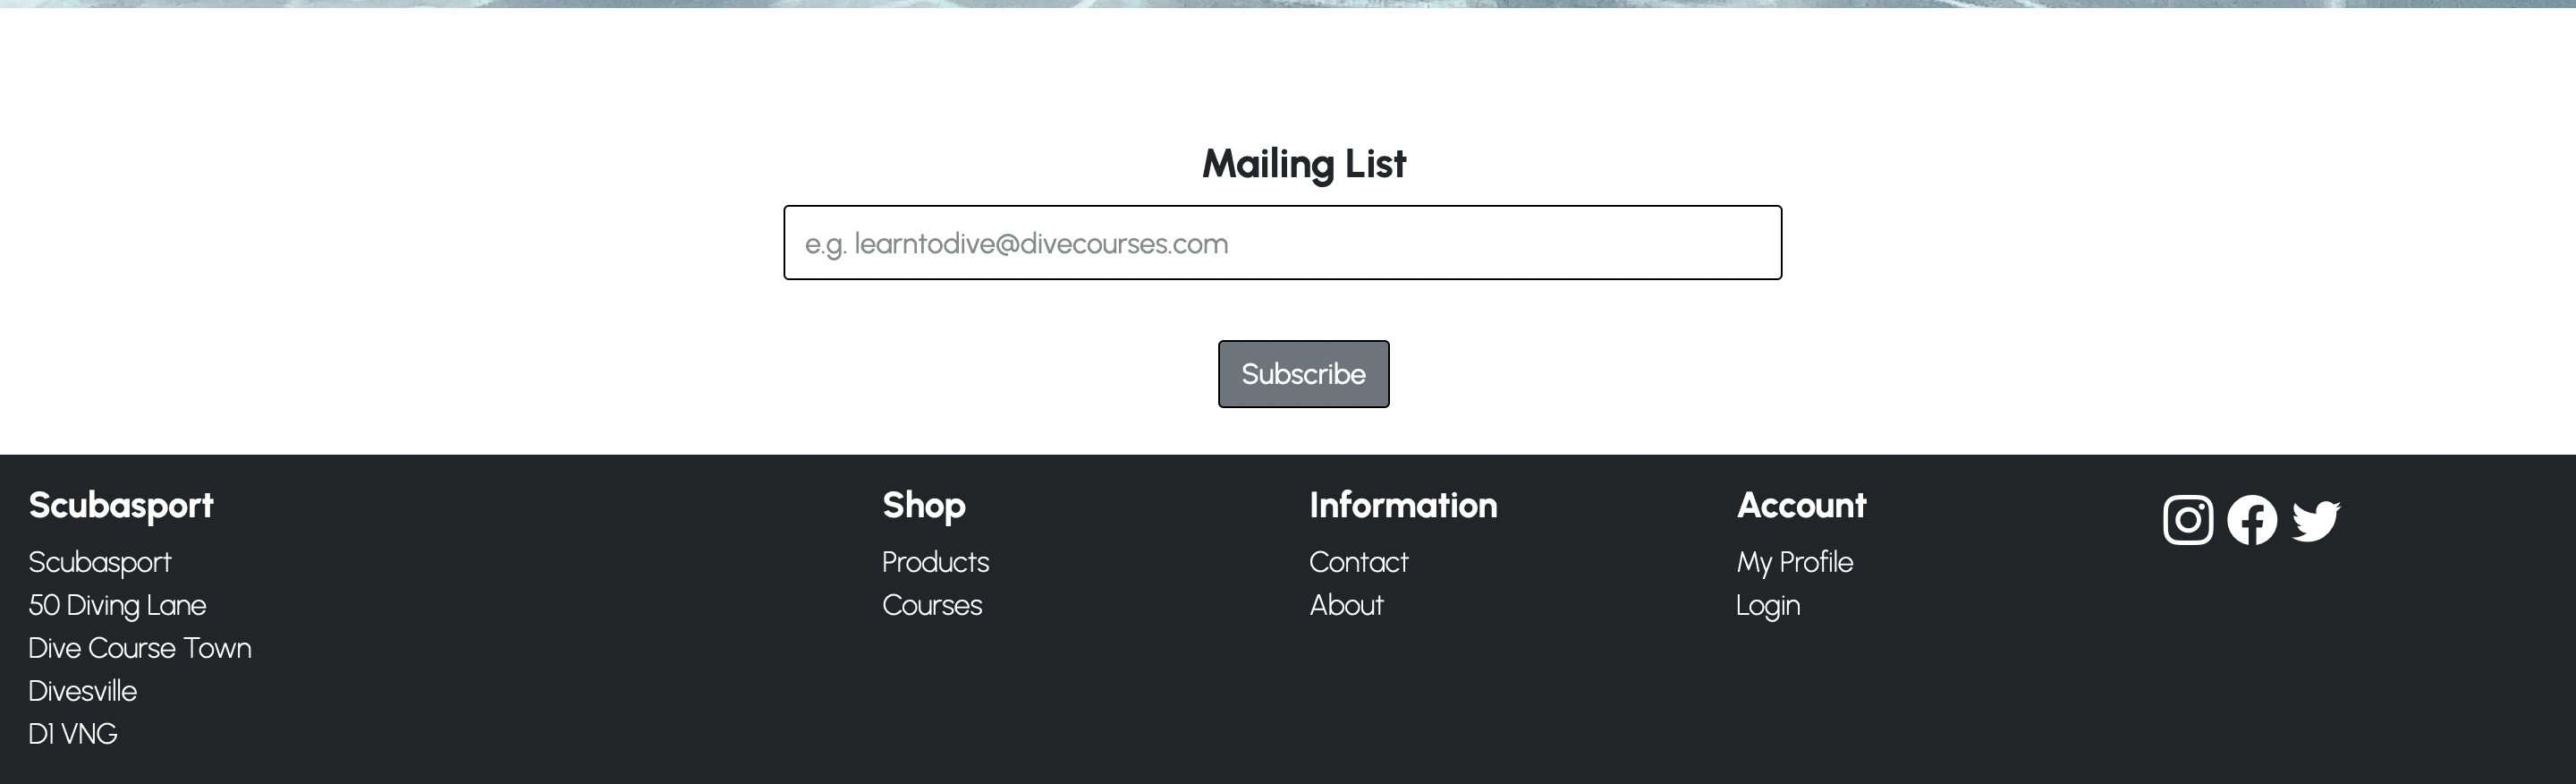 Mailing List
e.g. learntodive@divecourses.com
Subscribe
Scubasport
Scubasport
50 Diving Lane
Dive Course Town
Divesville
D1 VNG
Shop
Products
Courses
Information
Contact
About
Account
My Profile
Login